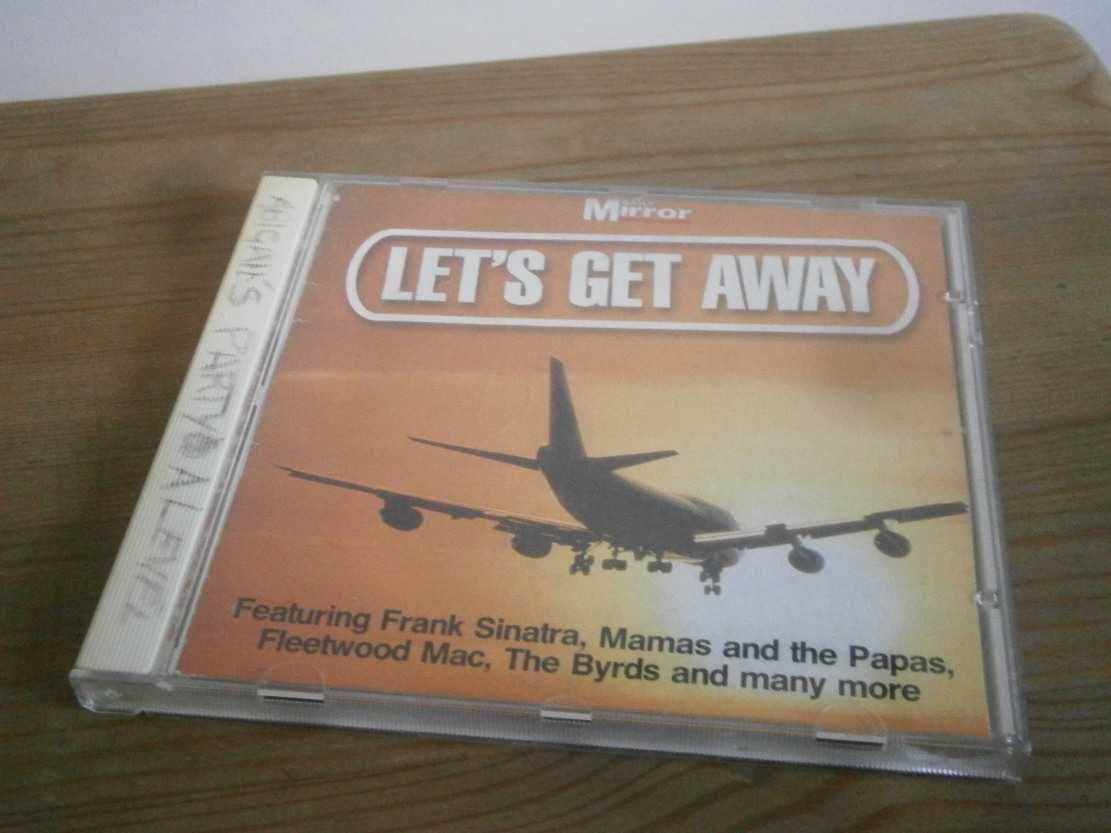 DAILY
Mirror
LET'S GET AWAY
Featuring Frank Sinatra, Mamas and the Papas,
Fleetwood Mac, The Byrds and many more
PARTY A LEVEL